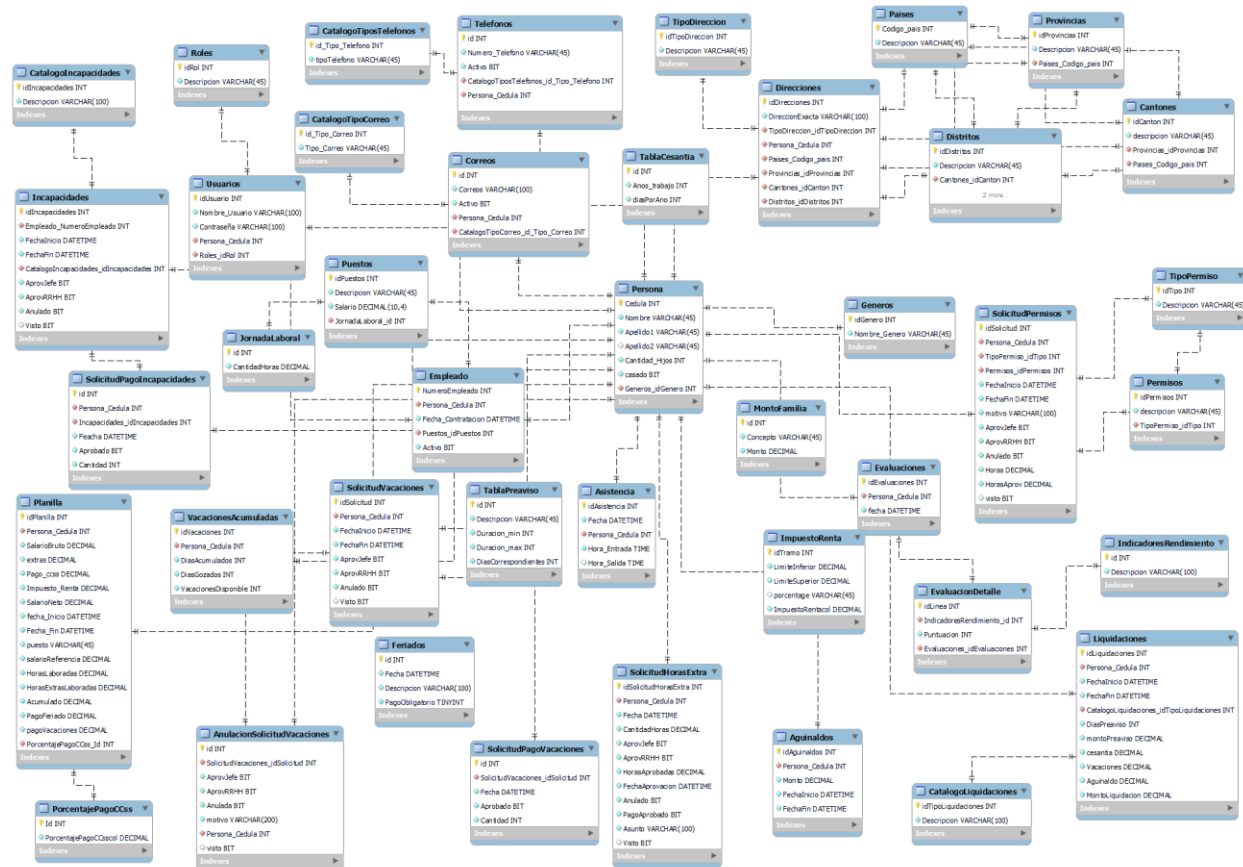 CatalogoIncapacidades
idIncapacidades INT
Descripcion VARCHAR(100)
Indexes
Roles
idRol INT
Descripcion VARCHAR(45)
Indexes
CatalogoTiposTelefonos
id_Tipo_Telefono INT
tipoTelefono VARCHAR(45)
Indexes
Telefonos
id INT
Numero_Telefono VARCHAR(45)
Activo BIT
CatalogoTiposTelefonos_id_Tipo_Telefono INT
Persona_Cedula INT
Indexes
TipoDireccion
idTipoDireccion INT
Descripcion VARCHAR(45)
Indexes
Paises
Codigo_pais INT
Descripcion VARCHAR(45)
Indexes
Provincias
idProvincias INT
Descripcion VARCHAR(45)
Paises_Codigo_pais INT
Indexes
Direcciones
idDirecciones INT
DireccionExacta VARCHAR(100)
TipoDireccion_idTipoDireccion INT
Persona_Cedula INT
Paises_Codigo_pais INT
Provincias_idProvincias INT
Cantones_idCanton INT
Distritos_idDistritos INT
Indexes
Cantones
idCanton INT
descripcion VARCHAR(45)
Provincias_idProvincias INT
Paises_Codigo_pais INT
Indexes
Distritos
idDistritos INT
Descripcion VARCHAR(45)
Cantones_idCanton INT
2 more...
Indexes
CatalogoTipoCorreo
id_Tipo_Correo INT
Tipo_Correo VARCHAR(45)
Indexes
Correos
id INT
Correos VARCHAR(100)
Activo BIT
Persona_Cedula INT
CatalogoTipoCorreo_id_Tipo_Correo INT
Indexes
TablaCesantia
id INT
Anos_trabajo INT
diasPorAno INT
Indexes
Incapacidades
idIncapacidades INT
Empleado_NumeroEmpleado INT
FechaInicio DATETIME
FechaFin DATETIME
CatalogoIncapacidades_idIncapacidades INT
AprovJefe BIT
AprovRRHH BIT
Anulado BIT
Visto BIT
Indexes
Usuarios
idUsuario INT
Nombre_Usuario VARCHAR(100)
Contraseña VARCHAR(100)
Persona_Cedula INT
Roles_idRol INT
Indexes
Puestos
idPuestos INT
Descripcion VARCHAR(45)
Salario DECIMAL(10,4)
JornadaLaboral_id INT
Indexes
Persona
Cedula INT
Nombre VARCHAR(45)
Apellido1 VARCHAR(45)
Apellido2 VARCHAR(45)
Cantidad_Hijos INT
casado BIT
Generos_idGenero INT
Indexes
Generos
idGenero INT
Nombre_Genero VARCHAR(45)
Indexes
SolicitudPermisos
idSolicitud INT
Persona_Cedula INT
TipoPermiso_idTipo INT
Permisos_idPermisos INT
FechaInicio DATETIME
FechaFin DATETIME
motivo VARCHAR(100)
AprovJefe BIT
AprovRRHH BIT
Anulado BIT
Horas DECIMAL
HorasAprov DECIMAL
visto BIT
Indexes
TipoPermiso
idTipo INT
Descripcion VARCHAR(45)
Indexes
Permisos
idPermisos INT
descripcion VARCHAR(45)
TipoPermiso_idTipo INT
Indexes
JornadaLaboral
id INT
CantidadHoras DECIMAL
Indexes
SolicitudPagoIncapacidades
id INT
Persona_Cedula INT
Incapacidades_idIncapacidades INT
Feacha DATETIME
Aprobado BIT
Cantidad INT
Indexes
Empleado
NumeroEmpleado INT
Persona_Cedula INT
Fecha_Contratacion DATETIME
Puestos_idPuestos INT
Activo BIT
Indexes
MontoFamilia
id INT
Concepto VARCHAR(45)
Monto DECIMAL
Indexes
Evaluaciones
idEvaluaciones INT
Persona_Cedula INT
fecha DATETIME
Indexes
Planilla
idPlanilla INT
Persona_Cedula INT
SalarioBruto DECIMAL
extras DECIMAL
Pago_ccss DECIMAL
Impuesto_Renta DECIMAL
SalarioNeto DECIMAL
fecha_Inicio DATETIME
Fecha_Fin DATETIME
puesto VARCHAR(45)
salarioReferencia DECIMAL
HorasLaboradas DECIMAL
HorasExtrasLaboradas DECIMAL
Acumulado DECIMAL
PagoFeriado DECIMAL
pagoVacaciones DECIMAL
PorcentajePagoCCss_Id INT
Indexes
VacacionesAcumuladas
idVacaciones INT
Persona_Cedula INT
DiasAcumulados INT
DiasGozados INT
VacacionesDisponible INT
Indexes
SolicitudVacaciones
idSolicitud INT
Persona_Cedula INT
FechaInicio DATETIME
FechaFin DATETIME
AprovJefe BIT
AprovRRHH BIT
Anulado BIT
Visto BIT
Indexes
TablaPreaviso
id INT
Descripcion VARCHAR(45)
Duracion_min INT
Duracion_max INT
DiasCorrespondientes INT
Indexes
Asistencia
idAsistencia INT
Fecha DATETIME
Persona_Cedula INT
Hora_Entrada TIME
Hora_Salida TIME
Indexes
ImpuestoRenta
idTramo INT
LimiteInferior DECIMAL
LimiteSuperior DECIMAL
porcentage VARCHAR(45)
ImpuestoRentacol DECIMAL
Indexes
IndicadoresRendimiento
id INT
Descripcion VARCHAR(100)
Indexes
EvaluacionDetalle
idLinea INT
IndicadoresRendimiento_id INT
Puntuacion INT
Evaluaciones_idEvaluaciones INT
Indexes
Liquidaciones
idLiquidaciones INT
Persona_Cedula INT
FechaInicio DATETIME
FechaFin DATETIME
CatalogoLiquidaciones_idTipoLiquidaciones INT
DiasPreaviso INT
montoPreaviso DECIMAL
cesantia DECIMAL
Vacaciones DECIMAL
Aguinaldo DECIMAL
MontoLiquidacion DECIMAL
Indexes
Feriados
id INT
Fecha DATETIME
Descripcion VARCHAR(100)
PagoObligatorio TINYINT
Indexes
SolicitudHorasExtra
idSolicitudHorasExtra INT
Persona_Cedula INT
Fecha DATETIME
CantidadHoras DECIMAL
AprovJefe BIT
AprovRRHH BIT
HorasAprobadas DECIMAL
FechaAprovacion DATETIME
Anulado BIT
PagoAprobado BIT
Asunto VARCHAR(100)
Visto BIT
Indexes
AnulacionSolicitudVacaciones
id INT
SolicitudVacaciones_idSolicitud INT
AprovJefe BIT
AprovRRHH BIT
Anulada BIT
motivo VARCHAR(200)
Persona_Cedula INT
visto BIT
Indexes
SolicitudPagoVacaciones
id INT
SolicitudVacaciones_idSolicitud INT
Fecha DATETIME
Aprobado BIT
Cantidad INT
Indexes
Aguinaldos
idAguinaldos INT
Persona_Cedula INT
Monto DECIMAL
FechaInicio DATETIME
FechaFin DATETIME
Indexes
CatalogoLiquidaciones
idTipoLiquidaciones INT
Descripcion VARCHAR(100)
Indexes
PorcentajePagoCCss
Id INT
PorcentajePagoCCsscol DECIMAL
Indexes